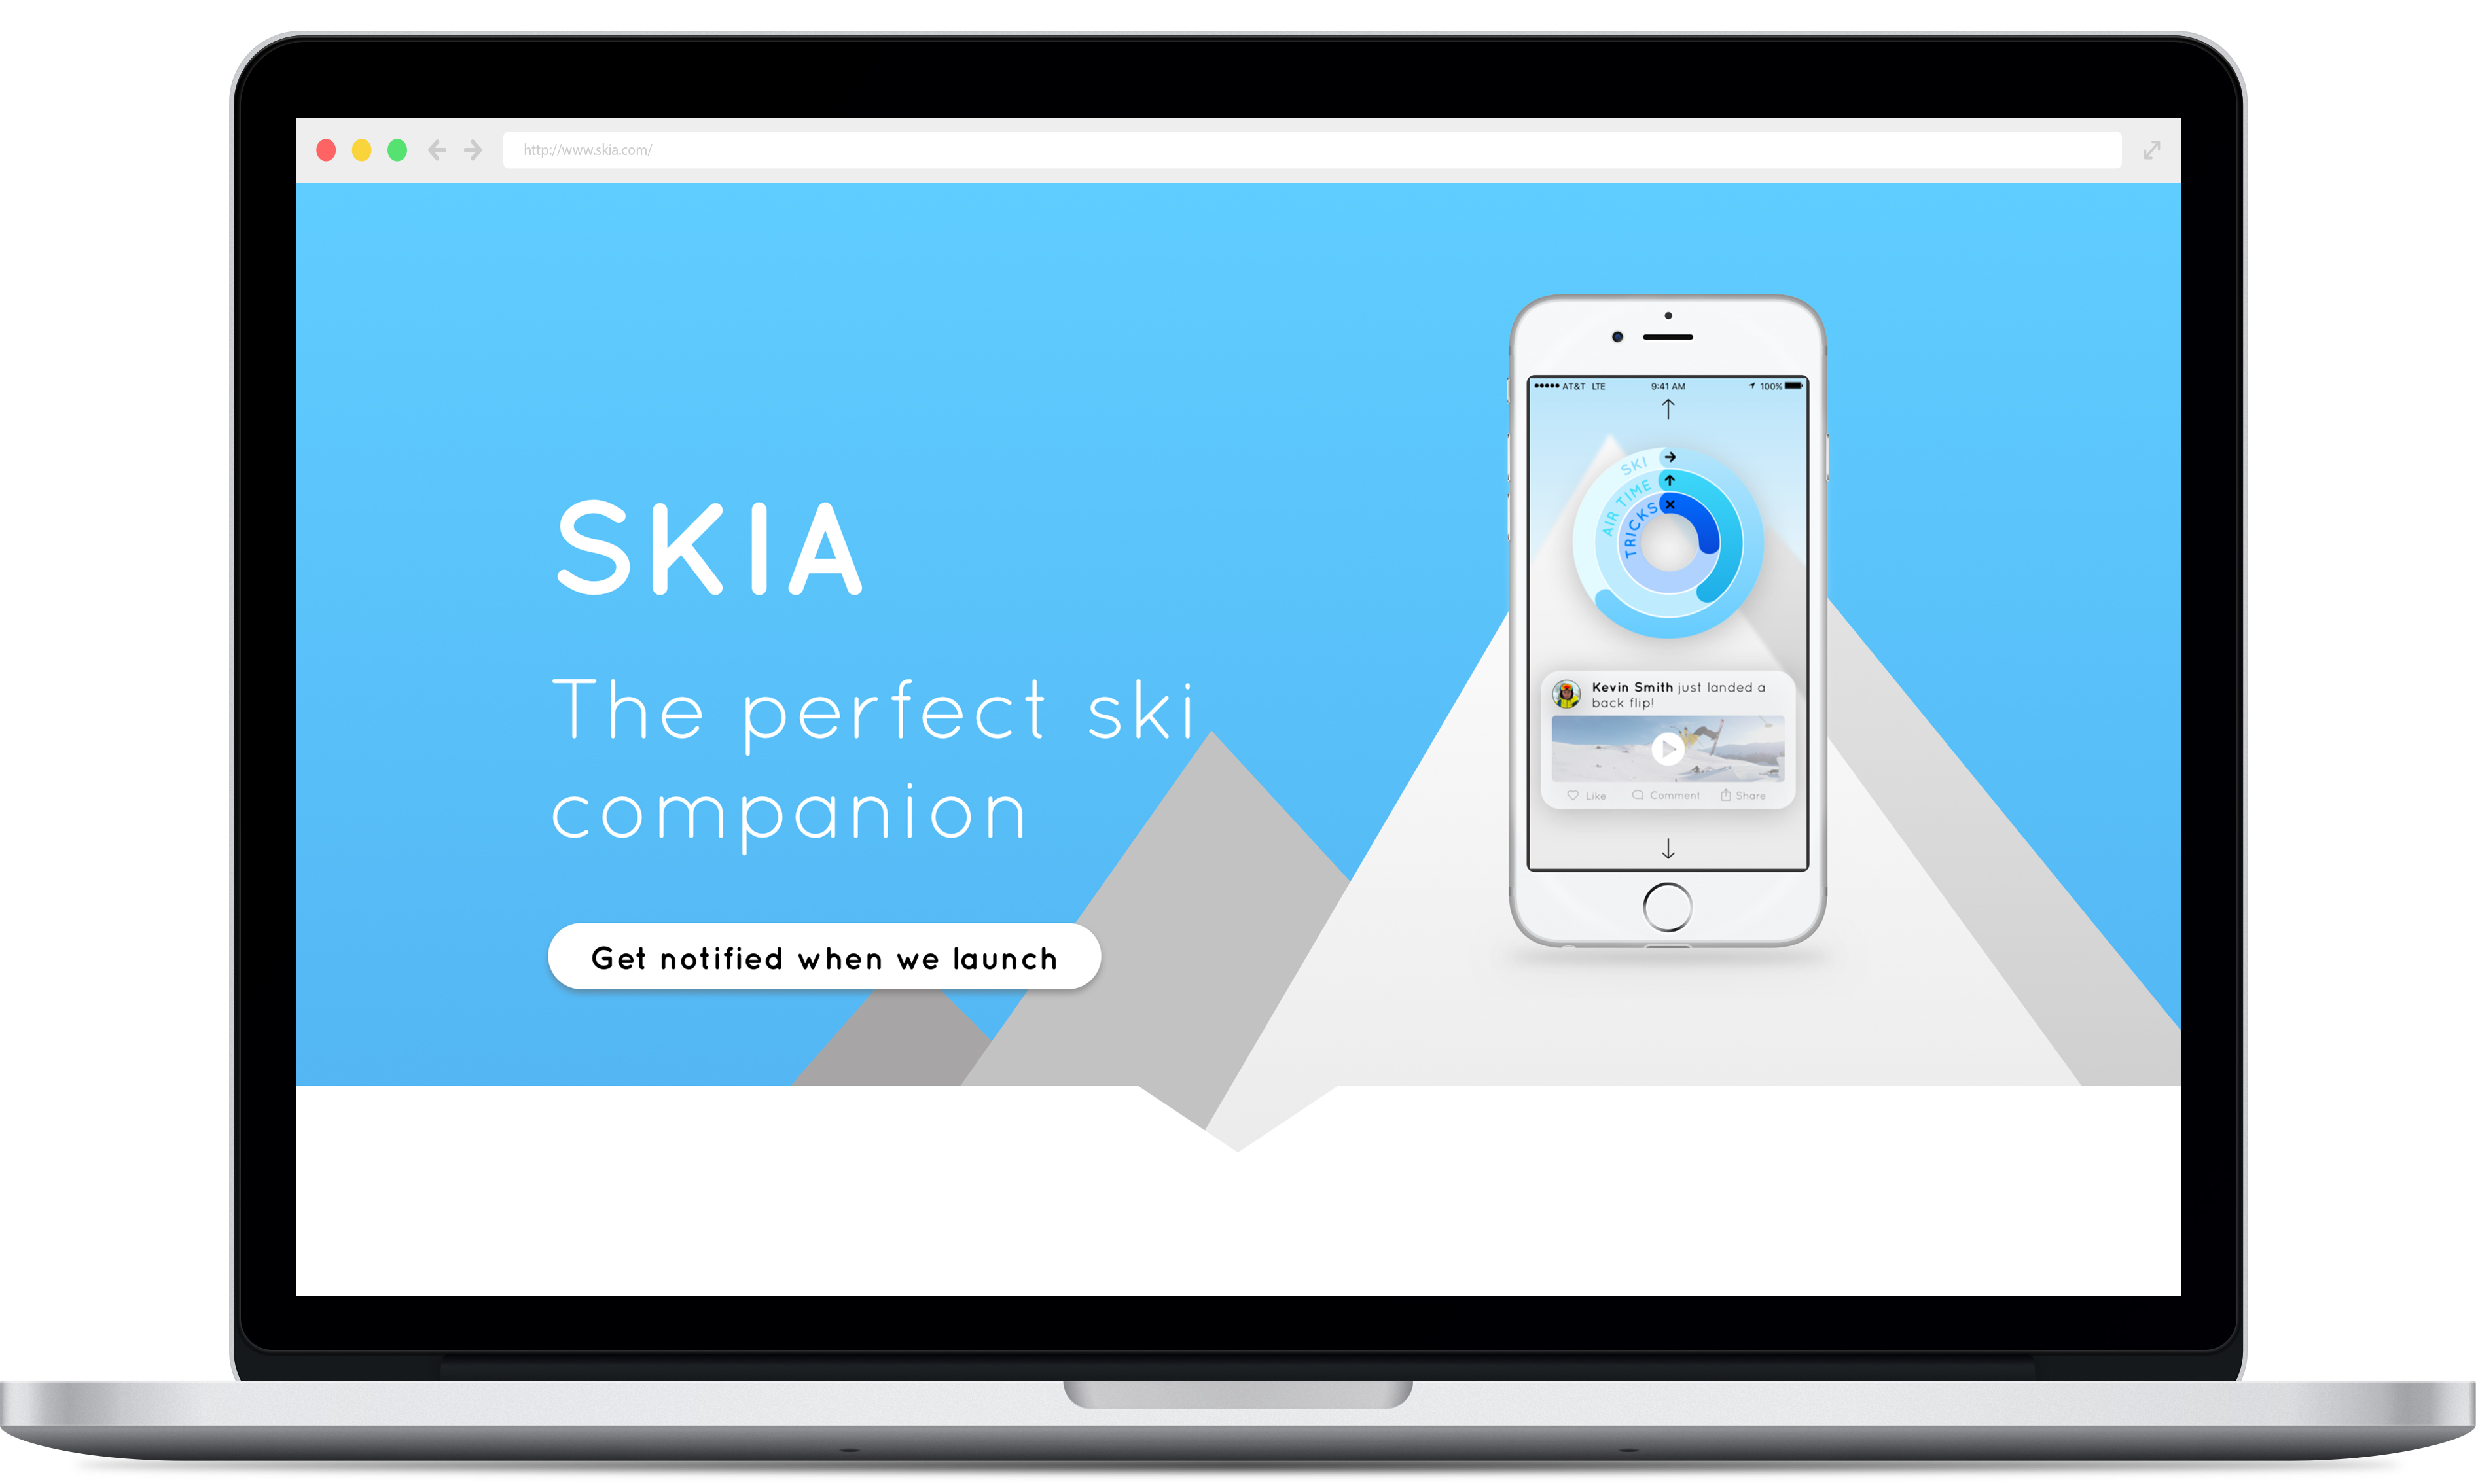 http://www.skia.com/
SKIA
The perfect ski
companion
Get notified when we launch
AT&T LTE 9:41 AM 100%
SKI
AIR TIME
TRICKS
Kevin Smith just landed a
back flip!
Like Comment Share